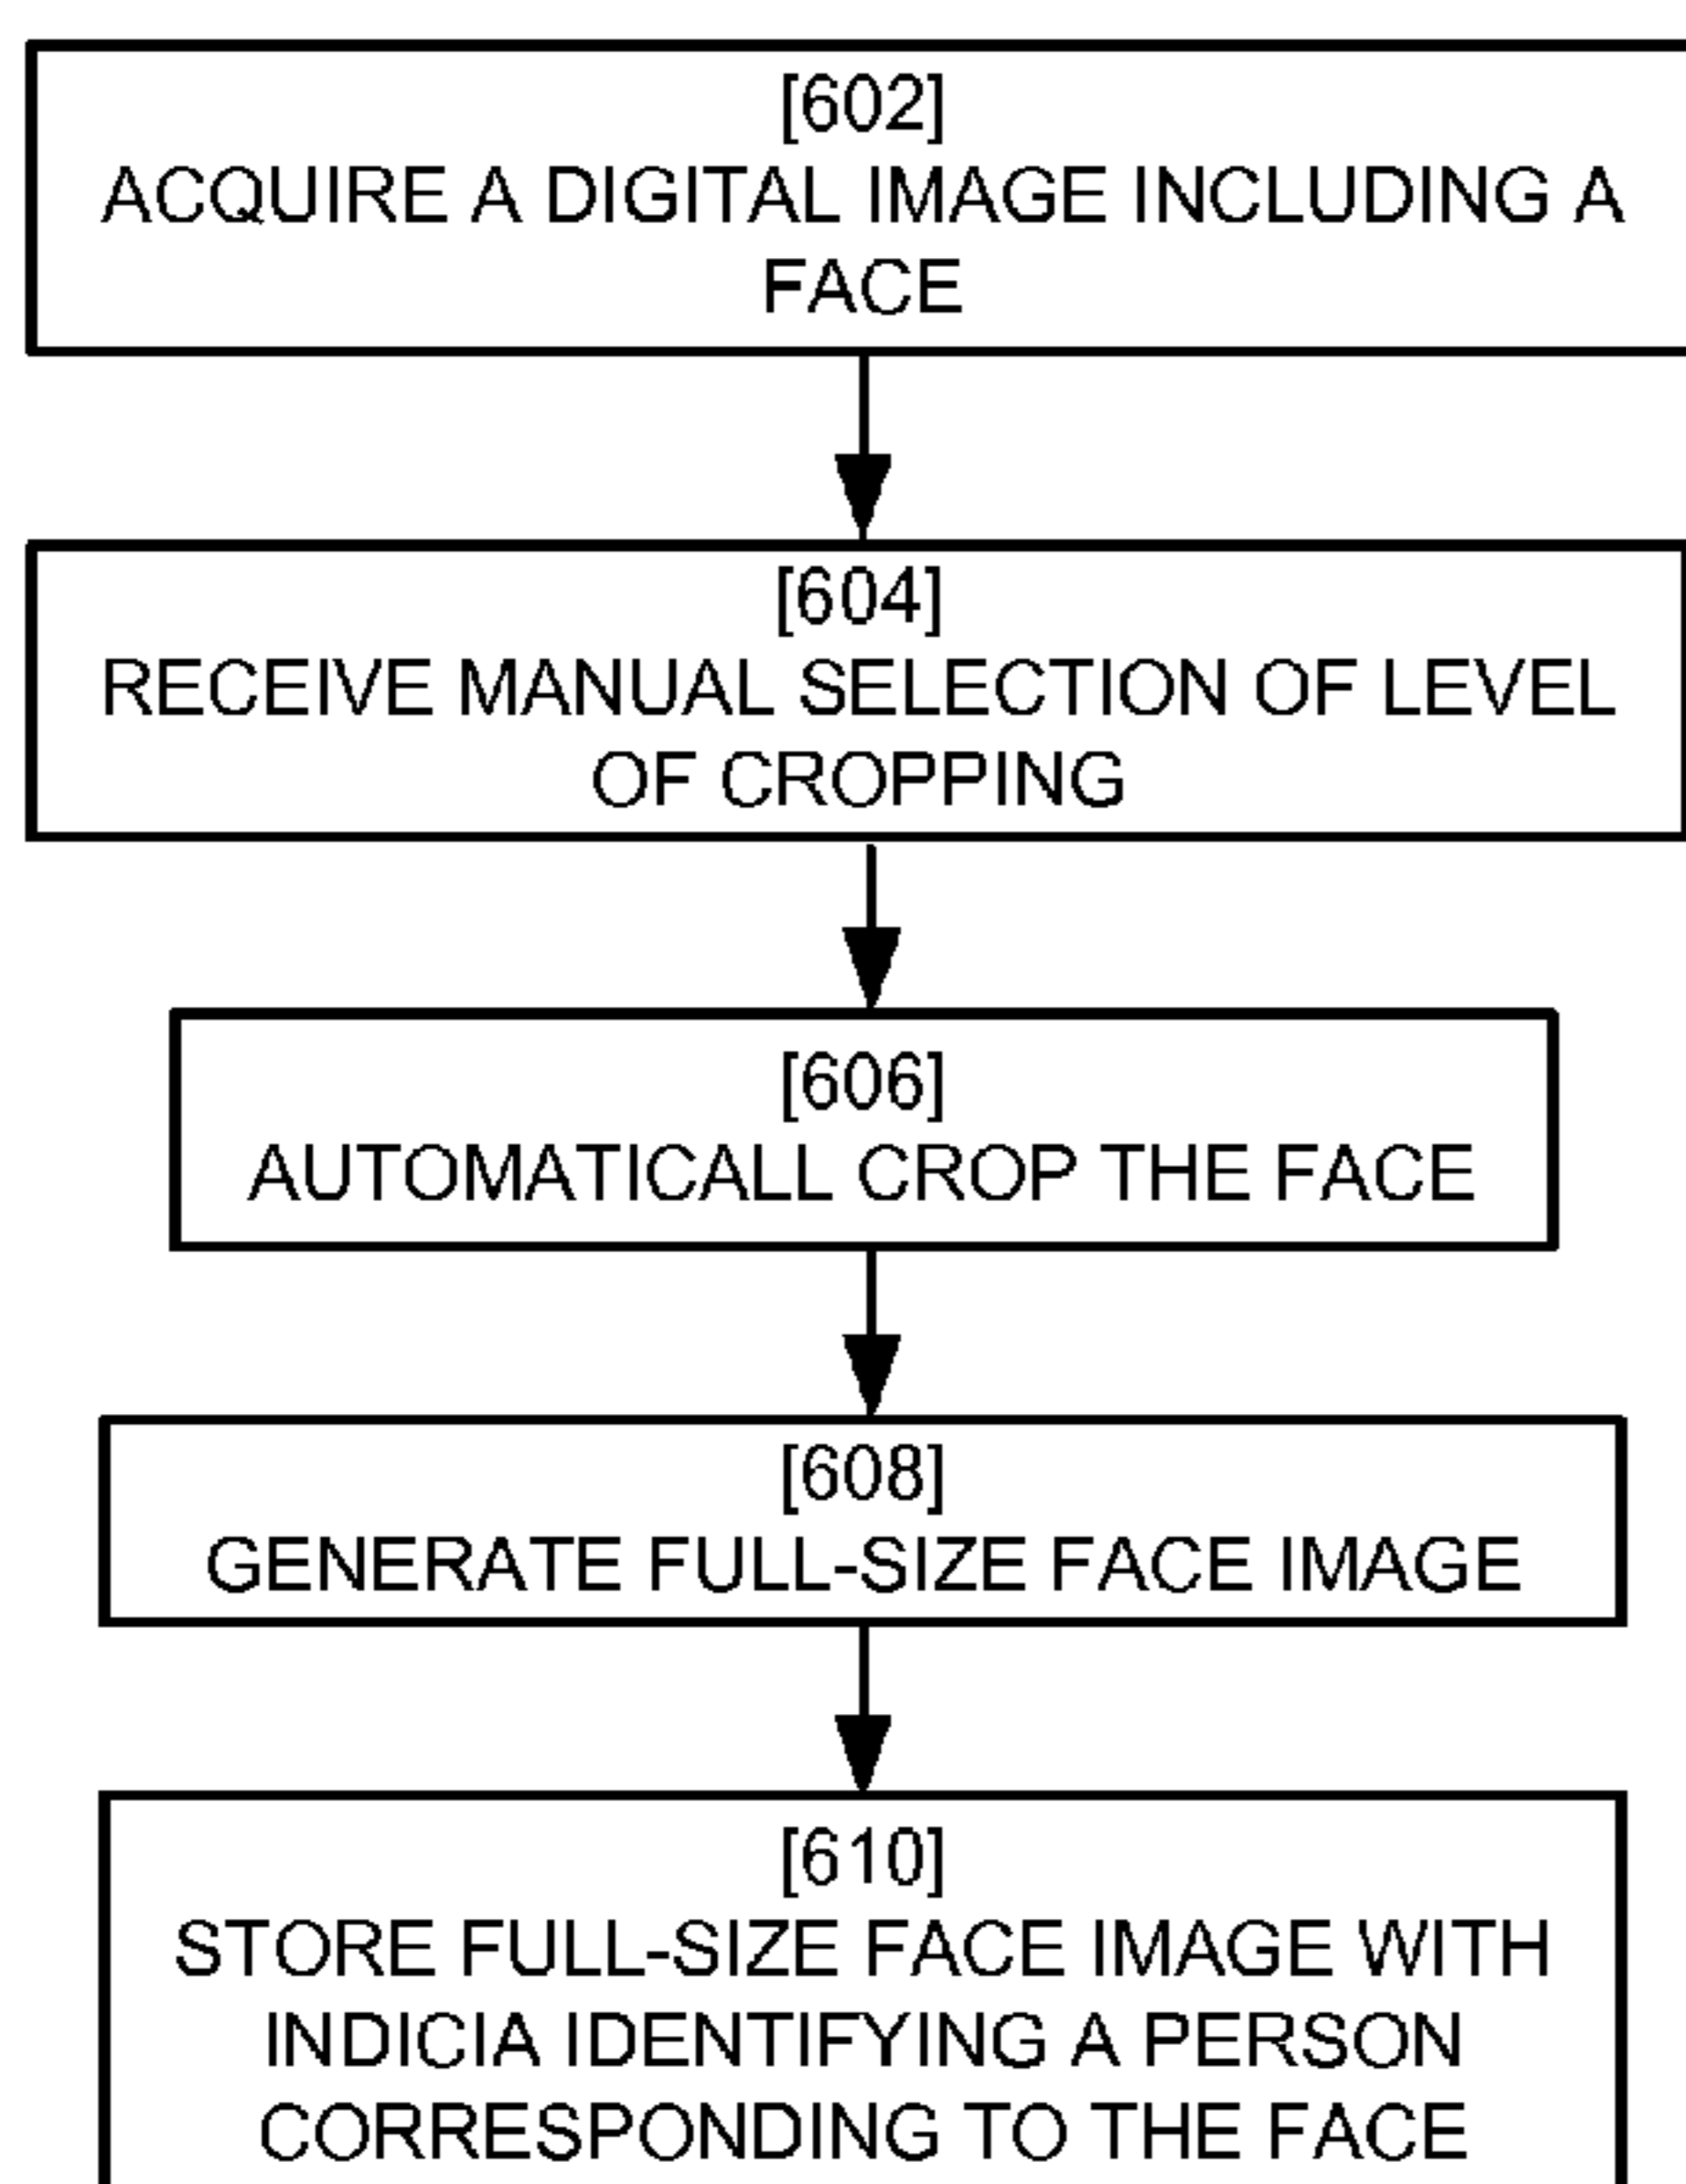 [602]
ACQUIRE A DIGITAL IMAGE INCLUDING A
FACE
[604]
RECEIVE MANUAL SELECTION OF LEVEL
OF CROPPING
[606]
AUTOMATICALL CROP THE FACE
[608]
GENERATE FULL-SIZE FACE IMAGE
[610]
STORE FULL-SIZE FACE IMAGE WITH
INDICIA IDENTIFYING A PERSON
CORRESPONDING TO THE FACE